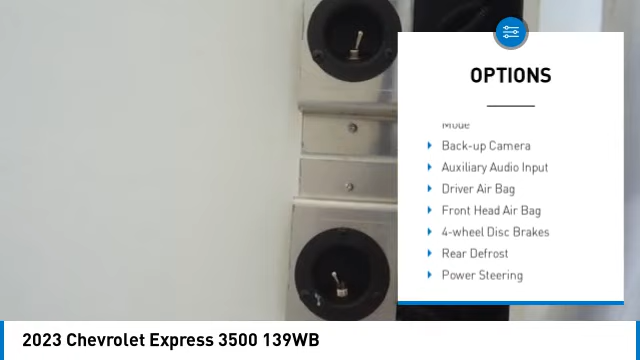 OPTIONS
Mode
Back-up Camera
Auxiliary Audio Input
Driver Air Bag
Front Head Air Bag
4-wheel Disc Brakes
Rear Defrost
Power Steering
2023 Chevrolet Express 3500 139WB